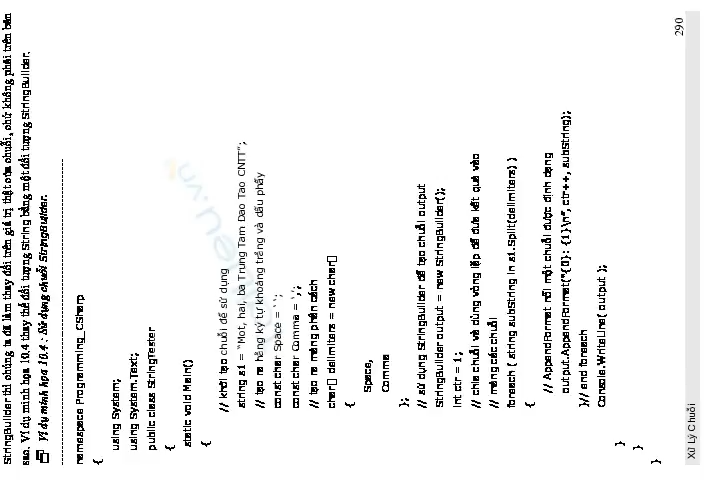 StringBuilder thì chúng ta đã làm thay đổi trên giá trị thật của chuỗi, chứ không phải trên bản
sao. Ví dụ minh họa 10.4 thay thế đối tượng String bằng một đối tượng StringBuilder.
Ví dụ minh họa 10.4 : Sử dụng chuỗi StringBuilder.
-----------------------------------------------------------------------------
namespace Programming_CSharp
{
using System;
using System.Text;
public class StringTester
{
static void Main()
{
// khởi tạo chuỗi để sử dụng
string s1 = “Mot, hai, ba Trung Tam Dao Tao CNTT”;
// tạo ra hằng ký tự khoảng trắng và dấu phẩy
const char Space = ‘ ‘;
const char Comma = ‘,’;
// tạo ra mảng phân cách
char[] delimiters = new char[]
{
Space,
Comma
};
// sử dụng StringBuilder để tạo chuỗi output
StringBuilder output = new StringBuilder();
int ctr = 1;
// chia chuỗi và dùng vòng lặp để đưa kết quả vào
// mảng các chuỗi
foreach ( string subString in s1.Split(delimiters) )
{
// AppendFormat nối một chuỗi được định dạng
output.AppendFormat(“{0}: {1}\n”, ctr++, subString);
}// end foreach
Console.WriteLine( output );
}
}
}
Xử Lý Chuỗi
290